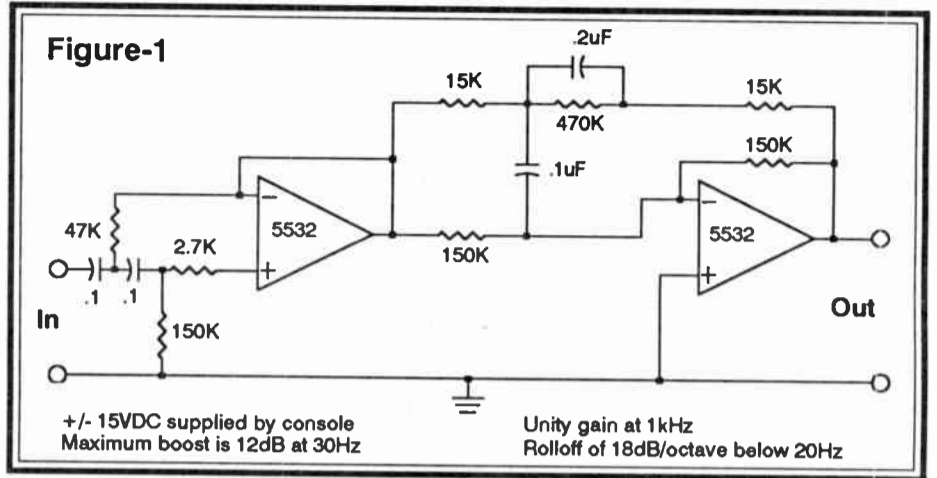 Figure-1
.2uF
15K
470K
15K
150K
.1uF
47K
2.7K
−
+
5532
150K
−
+
5532
.1
.1
In
150K
Out
+/- 15VDC supplied by console
Maximum boost is 12dB at 30Hz
Unity gain at 1kHz
Rolloff of 18dB/octave below 20Hz